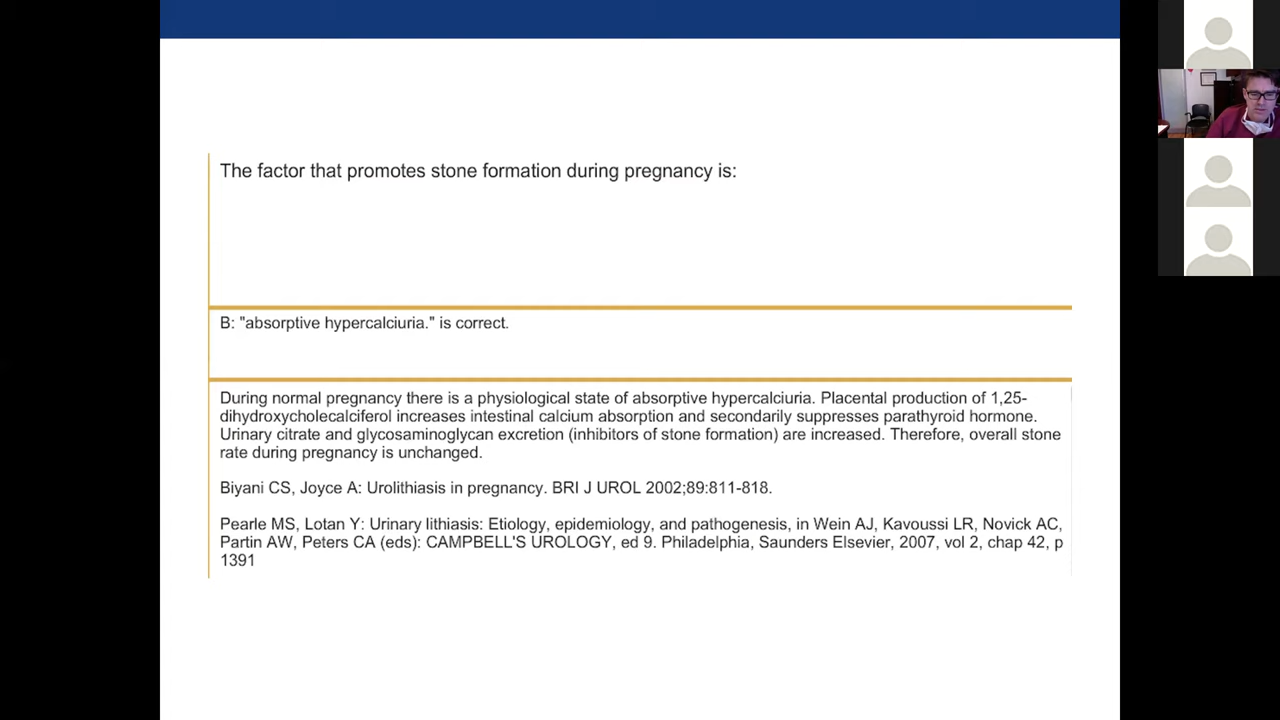 The factor that promotes stone formation during pregnancy is:
B: "absorptive hypercalciuria." is correct.
During normal pregnancy there is a physiological state of absorptive hypercalciuria. Placental production of 1,25-
dihydroxycholecalciferol increases intestinal calcium absorption and secondarily suppresses parathyroid hormone.
Urinary citrate and glycosaminoglycan excretion (inhibitors of stone formation) are increased. Therefore, overall stone
rate during pregnancy is unchanged.
Biyani CS, Joyce A: Urolithiasis in pregnancy. BRI J UROL 2002;89:811-818.
Pearle MS, Lotan Y: Urinary lithiasis: Etiology, epidemiology, and pathogenesis, in Wein AJ, Kavoussi LR, Novick AC,
Partin AW, Peters CA (eds): CAMPBELL'S UROLOGY, ed 9. Philadelphia, Saunders Elsevier, 2007, vol 2, chap 42, p
1391